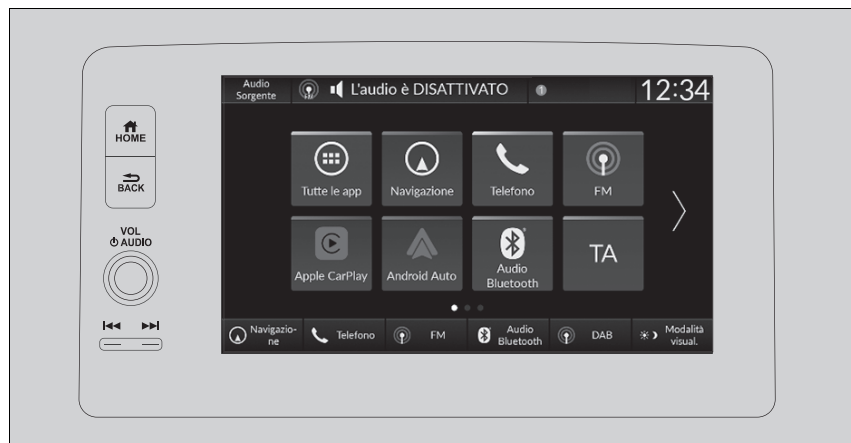 Audio
Sorgente
L'audio è DISATTIVATO
1
12:34
HOME
BACK
VOL
AUDIO
Tutte le app
Navigazione
Telefono
FM
Apple CarPlay
Android Auto
Audio
Bluetooth
TA
Navigazio-
ne
Telefono
FM
Audio
Bluetooth
DAB
Modalità
visual.